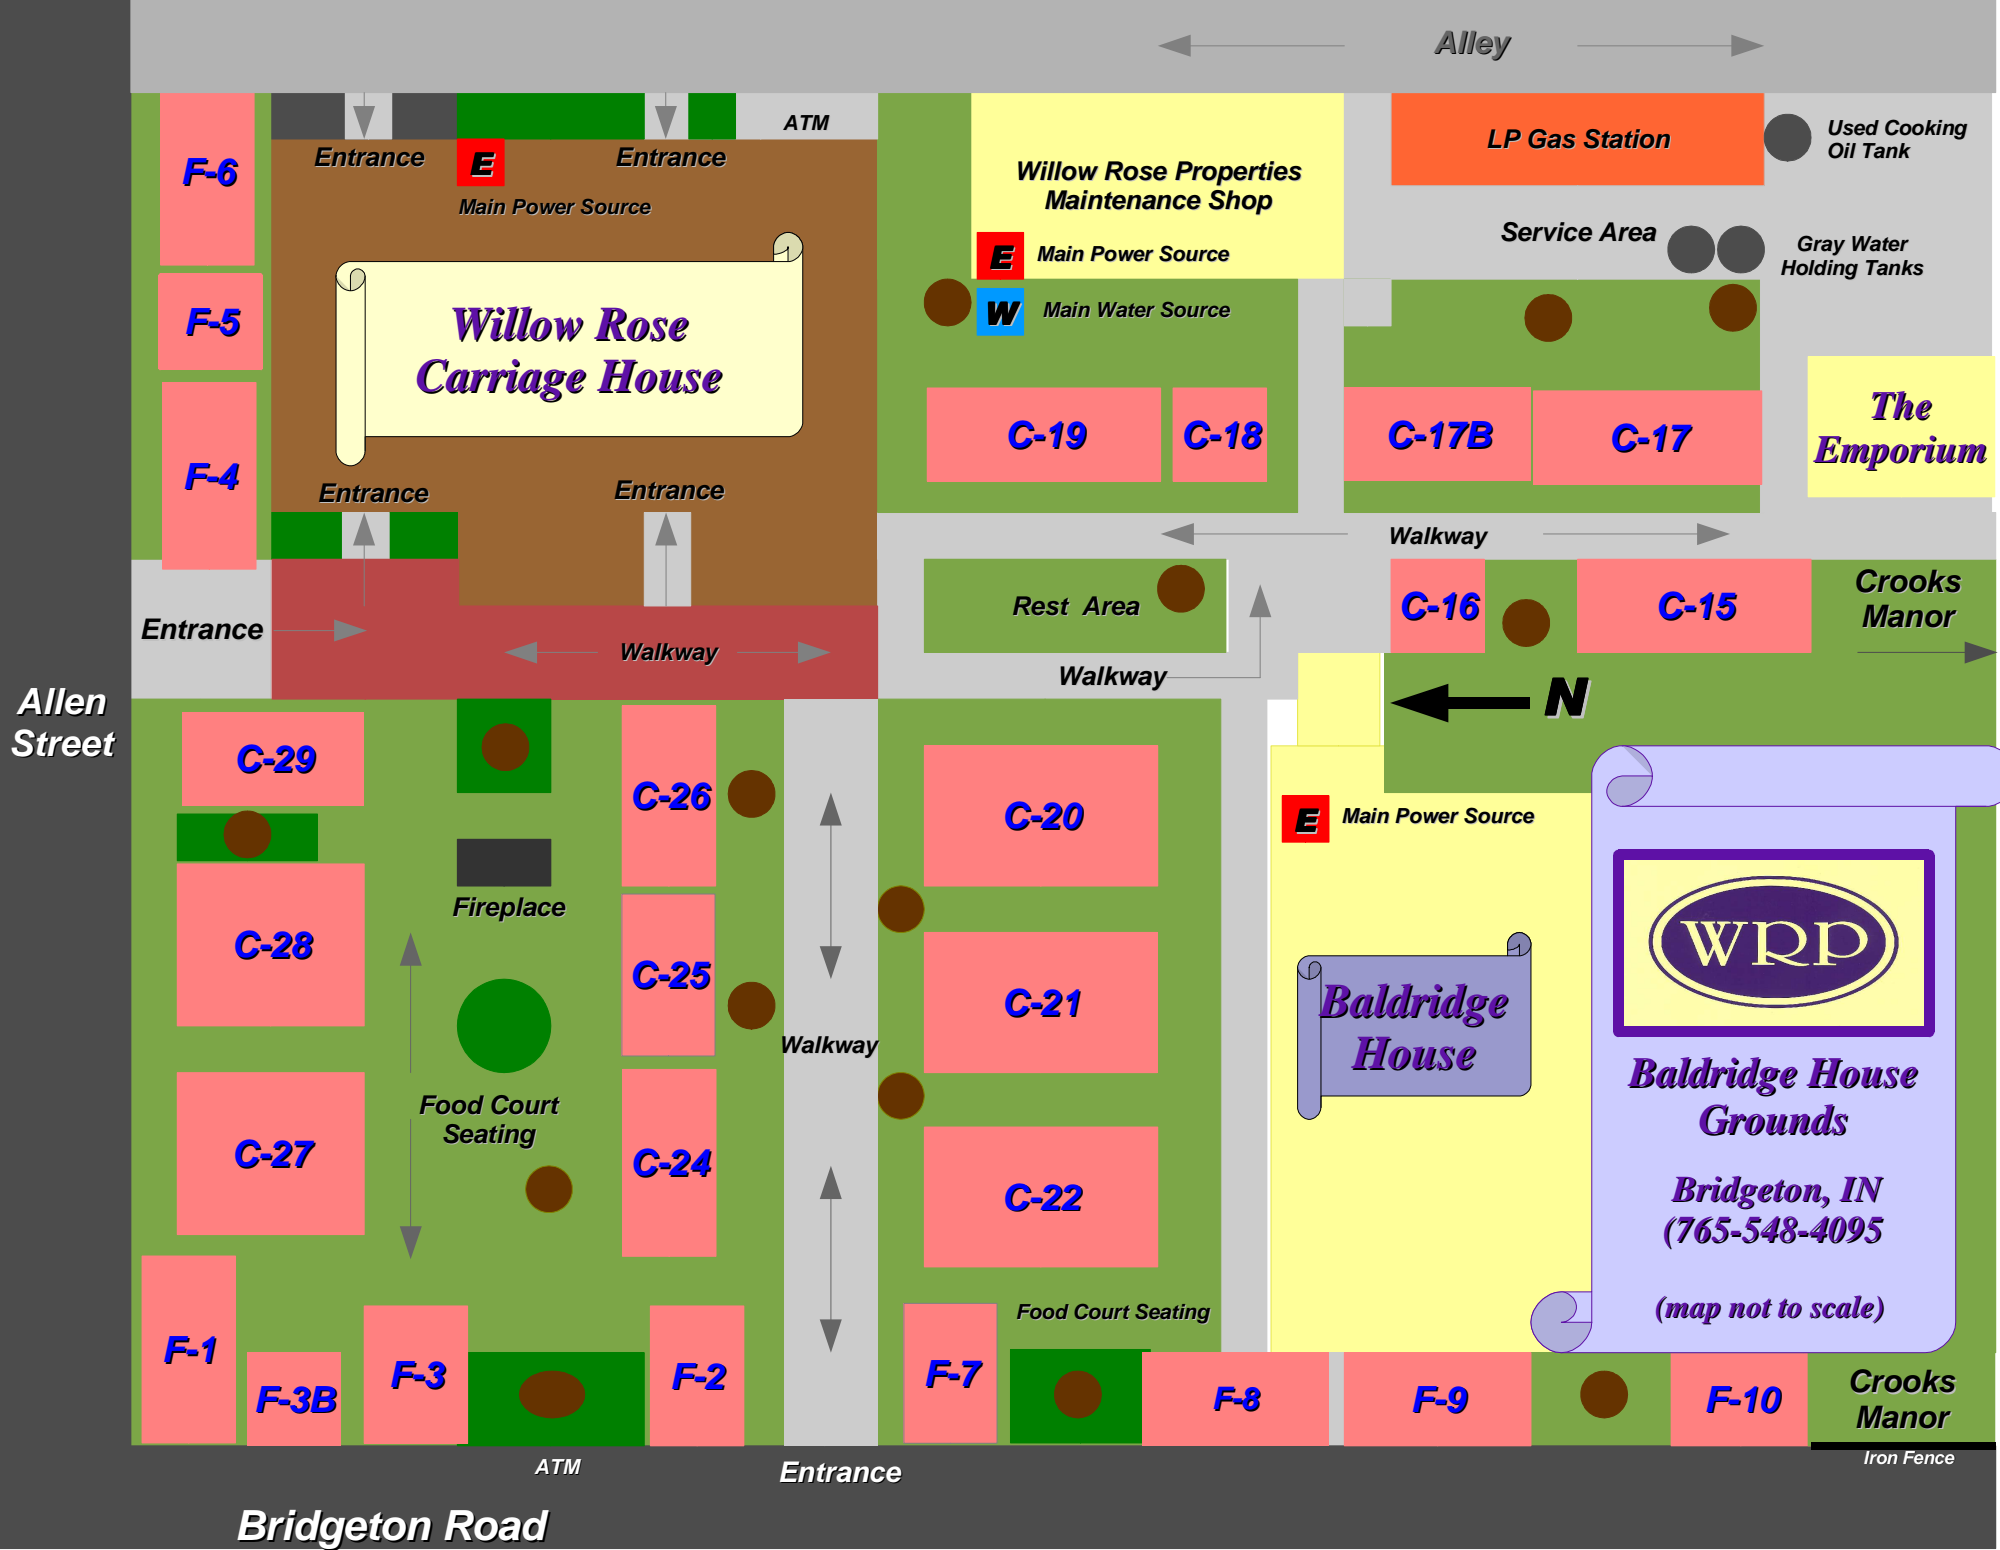 Alley
ATM
LP Gas Station
Used Cooking
Oil Tank
Entrance
E
Entrance
F-6
Willow Rose Properties
Maintenance Shop
Main Power Source
Service Area
Gray Water
Holding Tanks
E
Main Power Source
W
Main Water Source
F-5
Willow Rose
Carriage House
The
Emporium
C-19
C-18
C-17B
C-17
F-4
Entrance
Entrance
Walkway
Crooks
Manor
Rest Area
C-16
C-15
Entrance
Walkway
Walkway
Allen
Street
N
C-29
C-26
C-20
E
Main Power Source
Fireplace
C-28
C-25
C-21
WRP
Baldridge
House
Walkway
Baldridge House
Grounds
Food Court
Seating
C-27
C-24
C-22
Bridgeton, IN
(765-548-4095
(map not to scale)
Food Court Seating
F-1
F-3B
F-3
F-2
F-7
F-8
F-9
F-10
Crooks
Manor
ATM
Entrance
Iron Fence
Bridgeton Road